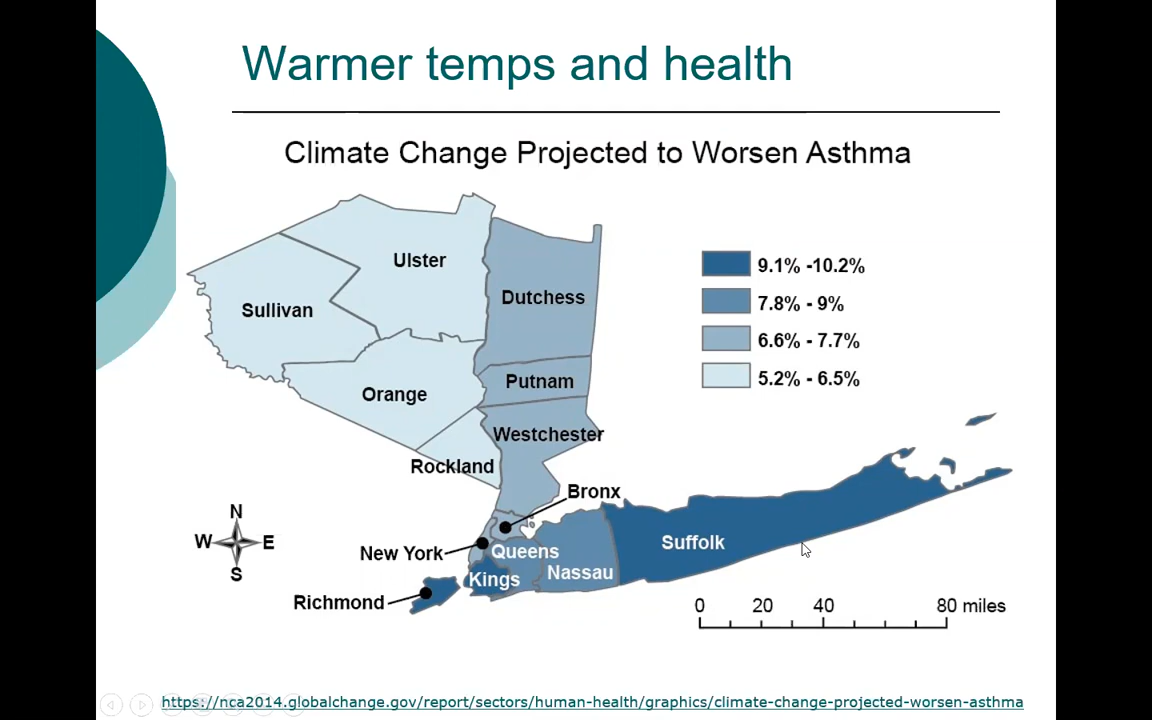 Warmer temps and health
Climate Change Projected to Worsen Asthma
Ulster
9.1% -10.2%
Dutchess
7.8% - 9%
Sullivan
6.6% - 7.7%
Putnam
5.2% - 6.5%
Orange
Westchester
Rockland
Bronx
N
W E
S
New York
Queens
Suffolk
Kings
Nassau
Richmond
0 20 40 80 miles
https://nca2014.globalchange.gov/report/sectors/human-health/graphics/climate-change-projected-worsen-asthma